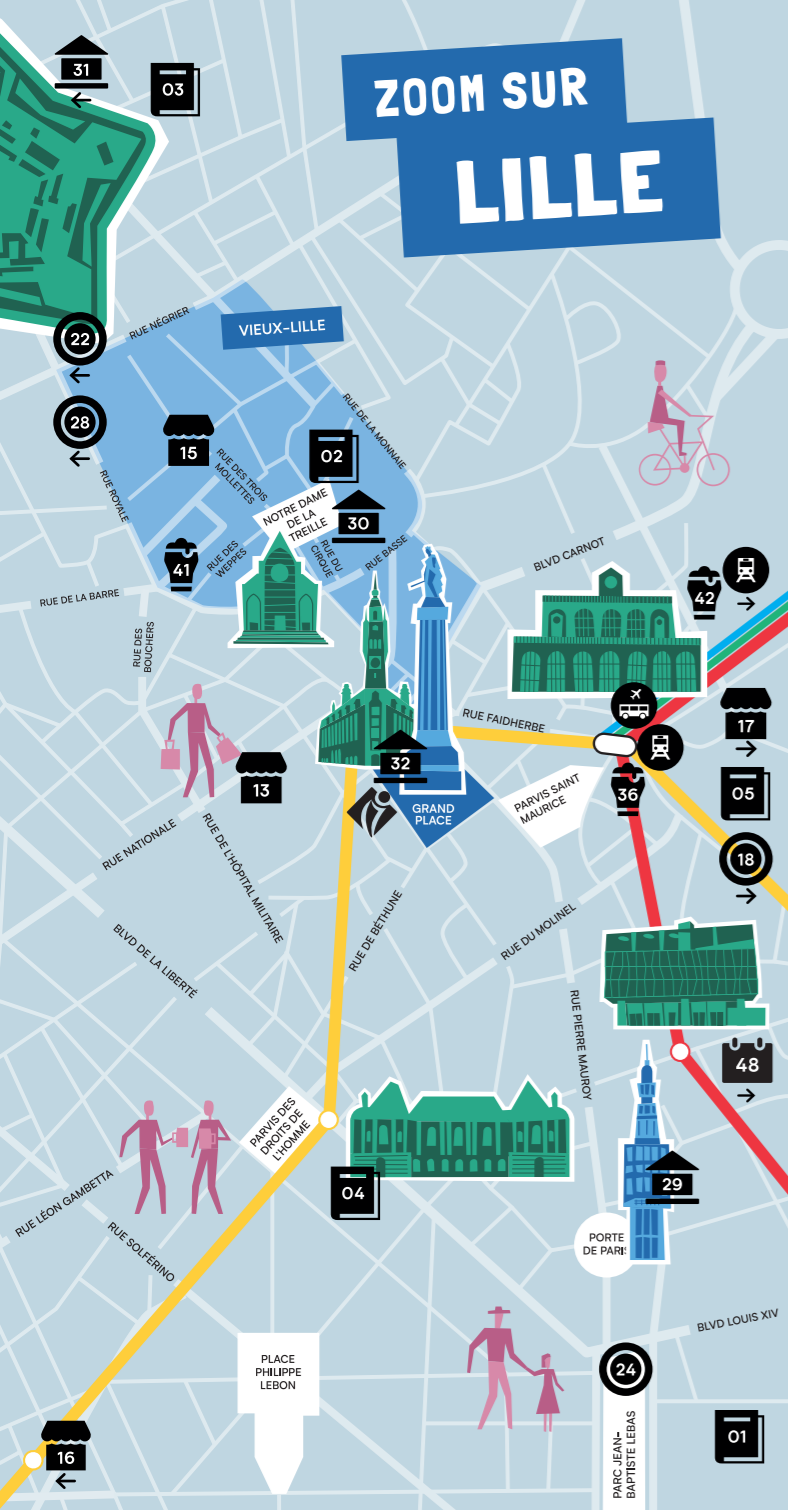 31
03
ZOOM SUR
LILLE
22
RUE NÉGRIER
VIEUX-LILLE
28
15
RUE DE LA MONNAIE
02
RUE ROYALE
RUE DES TROIS
MOLLETTES
NOTRE DAME
DE LA
TREILLE
30
41
RUE DES
WEPPES
RUE DU
CIRQUE
RUE BASSE
BLVD CARNOT
42
RUE DE LA BARRE
RUE DES
BOUCHERS
RUE FAIDHERBE
17
32
13
GRAND
PLACE
PARVIS SAINT
MAURICE
36
05
RUE NATIONALE
RUE DE L'HÔPITAL MILITAIRE
18
BLVD DE LA LIBERTÉ
RUE DE BÉTHUNE
RUE DU MOLINEL
RUE PIERRE MAUROY
48
PARVIS DES
DROITS DE
L'HOMME
04
29
RUE LÉON GAMBETTA
RUE SOLFÉRINO
PORTE
DE PARIS
BLVD LOUIS XIV
PLACE
PHILIPPE
LEBON
24
PARC JEAN-
BAPTISTE LEBAS
01
16